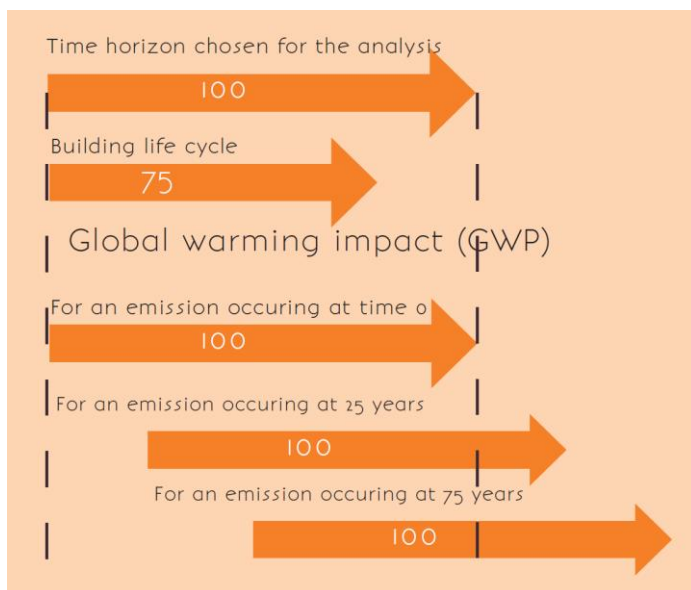 Time horizon chosen for the analysis
100
Building life cycle
75
Global warming impact (GWP)
For an emission occuring at time 0
100
For an emission occuring at 25 years
100
For an emission occuring at 75 years
100